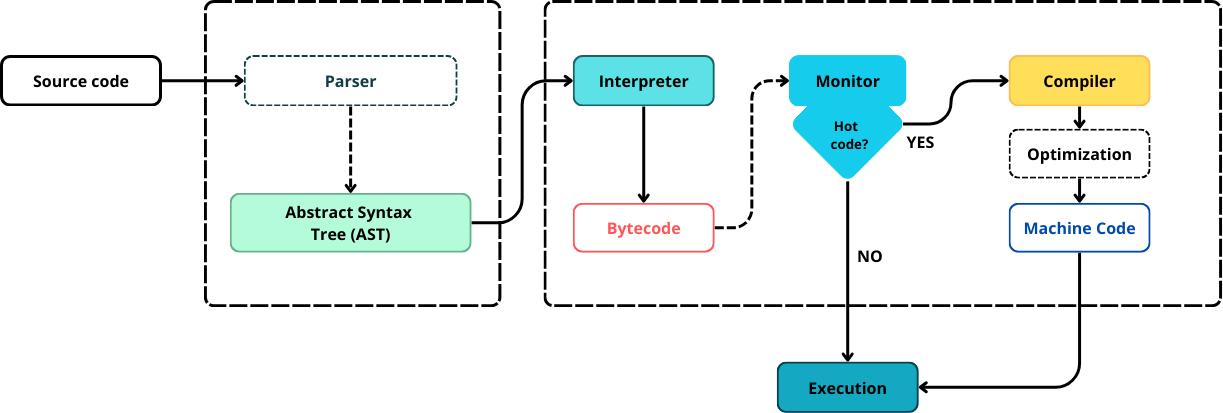 Source code
Parser
Abstract Syntax
Tree (AST)
Interpreter
Bytecode
Monitor
Hot
code?
YES
NO
Compiler
Optimization
Machine Code
Execution